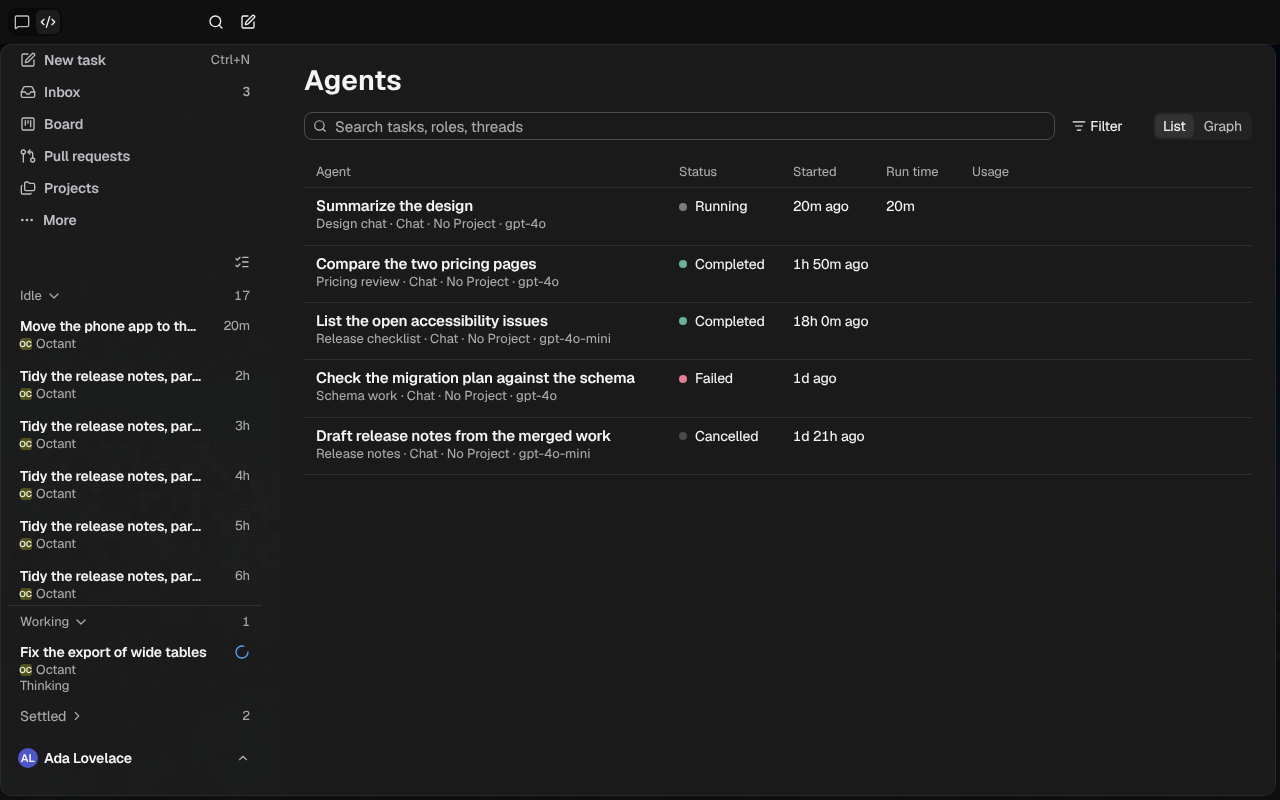 New task Ctrl+N
Inbox 3
Board
Pull requests
Projects
More
Idle 17
Move the phone app to th... 20m
OC Octant
Tidy the release notes, par... 2h
OC Octant
Tidy the release notes, par... 3h
OC Octant
Tidy the release notes, par... 4h
OC Octant
Tidy the release notes, par... 5h
OC Octant
Tidy the release notes, par... 6h
OC Octant
Working 1
Fix the export of wide tables
OC Octant
Thinking
Settled 2
AL Ada Lovelace
Agents
Search tasks, roles, threads
Filter
List Graph
Agent Status Started Run time Usage
Summarize the design Running 20m ago 20m
Design chat · Chat · No Project · gpt-4o
Compare the two pricing pages Completed 1h 50m ago
Pricing review · Chat · No Project · gpt-4o
List the open accessibility issues Completed 18h 0m ago
Release checklist · Chat · No Project · gpt-4o-mini
Check the migration plan against the schema Failed 1d ago
Schema work · Chat · No Project · gpt-4o
Draft release notes from the merged work Cancelled 1d 21h ago
Release notes · Chat · No Project · gpt-4o-mini